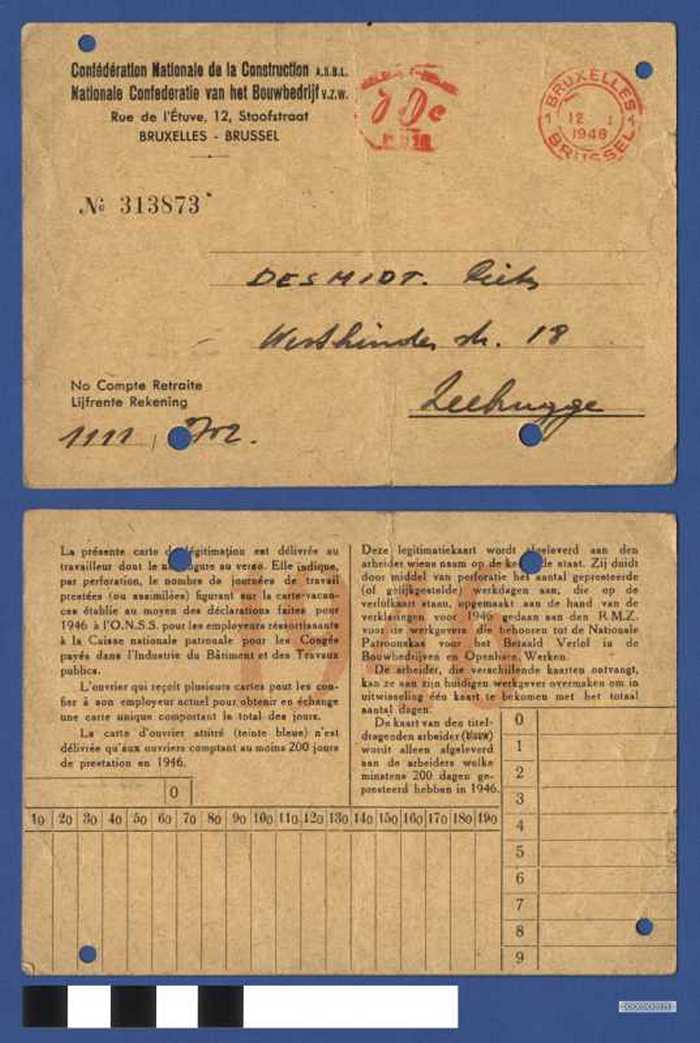 Confédération Nationale de la Construction A.S.B.L.
Nationale Confederatie van het Bouwbedrijf V.Z.W.
Rue de l'Étuve, 12, Stoofstraat
BRUXELLES - BRUSSEL
BRUXELLES
1 12 I 1
1948
BRUSSEL
№ 313873
DESMIDT.
18
Zeebrugge
No Compte Retraite
Lijfrente Rekening
1111
La présente carte de légitimation est délivrée au
travailleur dont le nom figure au verso. Elle indique,
par perforation, le nombre de journées de travail
prestées (ou assimilées) figurant sur la carte-vacan-
ces établie au moyen des déclarations faites pour
1946 à l'O.N.S.S. pour les employeurs ressortissants
à la Caisse nationale patronale pour les Congés
payés dans l'Industrie du Bâtiment et des Travaux
publics.
L'ouvrier qui reçoit plusieurs cartes peut les con-
fier à son employeur actuel pour obtenir en échange
une carte unique comportant le total des jours.
La carte d'ouvrier attitré (teinte bleue) n'est
délivrée qu'aux ouvriers comptant au moins 200 jours
de prestation en 1946.
Deze legitimatiekaart wordt afgeleverd aan den
arbeider wiens naam op de de staat. Zij duidt
door middel van perforatie het aantal gepresteerde
(of gelijkgestelde) werkdagen aan, die op de
verlofkaart staan, opgemaakt aan de hand van de
verklaringen voor 1946 gedaan aan den R.M.Z.
voor de werkgevers die behooren tot de Nationale
Patroonskas voor het Betaald Verlof in de
Bouwbedrijven en Openbare Werken.
De arbeider, die verschillende kaarten ontvangt,
kan ze aan zijn huidigen werkgever overmaken om in
uitwisseling één kaart te bekomen met het totaal
aantal dagen.
De kaart van den titel-
dragenden arbeider (blauw)
wordt alleen afgeleverd
aan de arbeiders welke
minstens 200 dagen ge-
presteerd hebben in 1946.
0
10 20 30 40 50 60 70 80 90 100 110 120 130 140 150 160 170 180 190
0
1
2
3
4
5
6
7
8
9